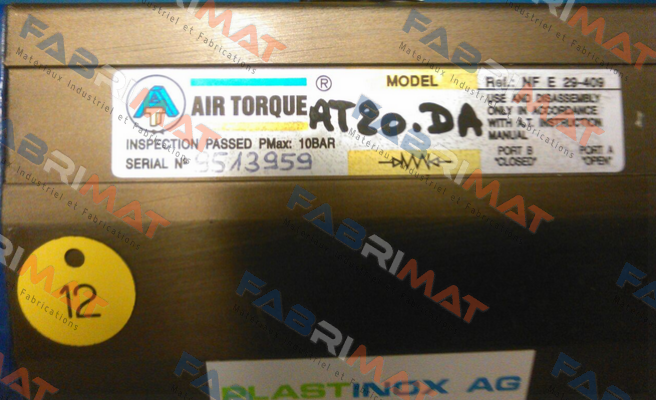 AIR TORQUE ®
MODEL
AT20.DA
INSPECTION PASSED PMax: 10BAR
SERIAL N° 9513959
Ref.: NF E 29-409
USE AND DISASSEMBLY
ONLY IN ACCORDANCE
WITH A.T. INSTRUCTION
MANUAL
PORT B PORT A
"CLOSED" "OPEN"
12
PLASTINOX AG
FABRIMAT
Materiaux Industriel et Fabrications